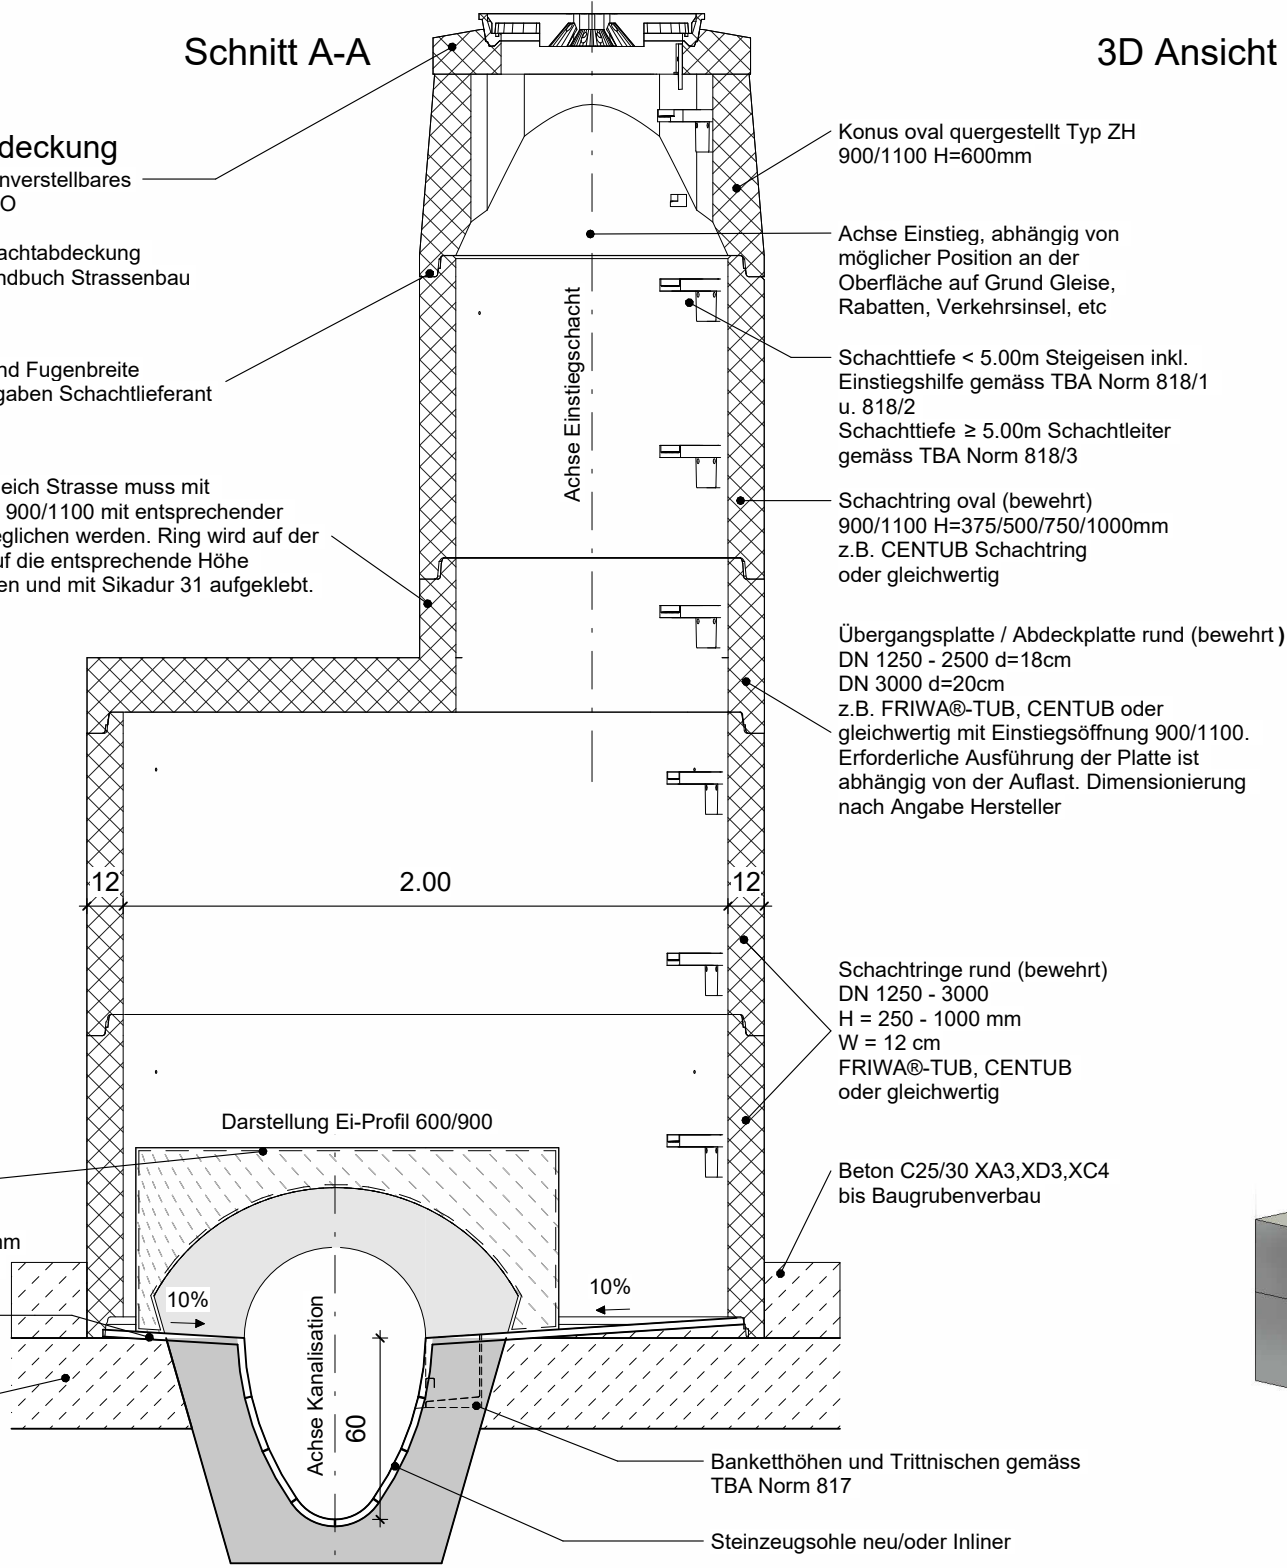 Schnitt A-A
3D Ansicht
deckung
nverstellbares
O
achtabdeckung
ndbuch Strassenbau
nd Fugenbreite
gaben Schachtlieferant
eich Strasse muss mit
900/1100 mit entsprechender
eglichen werden. Ring wird auf der
uf die entsprechende Höhe
en und mit Sikadur 31 aufgeklebt.
Konus oval quergestellt Typ ZH
900/1100 H=600mm
Achse Einstieg, abhängig von
möglicher Position an der
Oberfläche auf Grund Gleise,
Rabatten, Verkehrsinsel, etc
Schachttiefe < 5.00m Steigeisen inkl.
Einstiegshilfe gemäss TBA Norm 818/1
u. 818/2
Schachttiefe ≥ 5.00m Schachtleiter
gemäss TBA Norm 818/3
Schachtring oval (bewehrt)
900/1100 H=375/500/750/1000mm
z.B. CENTUB Schachtring
oder gleichwertig
Übergangsplatte / Abdeckplatte rund (bewehrt)
DN 1250 - 2500 d=18cm
DN 3000 d=20cm
z.B. FRIWA®-TUB, CENTUB oder
gleichwertig mit Einstiegsöffnung 900/1100.
Erforderliche Ausführung der Platte ist
abhängig von der Auflast. Dimensionierung
nach Angabe Hersteller
Achse Einstiegschacht
12
2.00
12
Schachtringe rund (bewehrt)
DN 1250 - 3000
H = 250 - 1000 mm
W = 12 cm
FRIWA®-TUB, CENTUB
oder gleichwertig
Darstellung Ei-Profil 600/900
Beton C25/30 XA3,XD3,XC4
bis Baugrubenverbau
m
10%
10%
Achse Kanalisation
60
Banketthöhen und Trittnischen gemäss
TBA Norm 817
Steinzeugsohle neu/oder Inliner